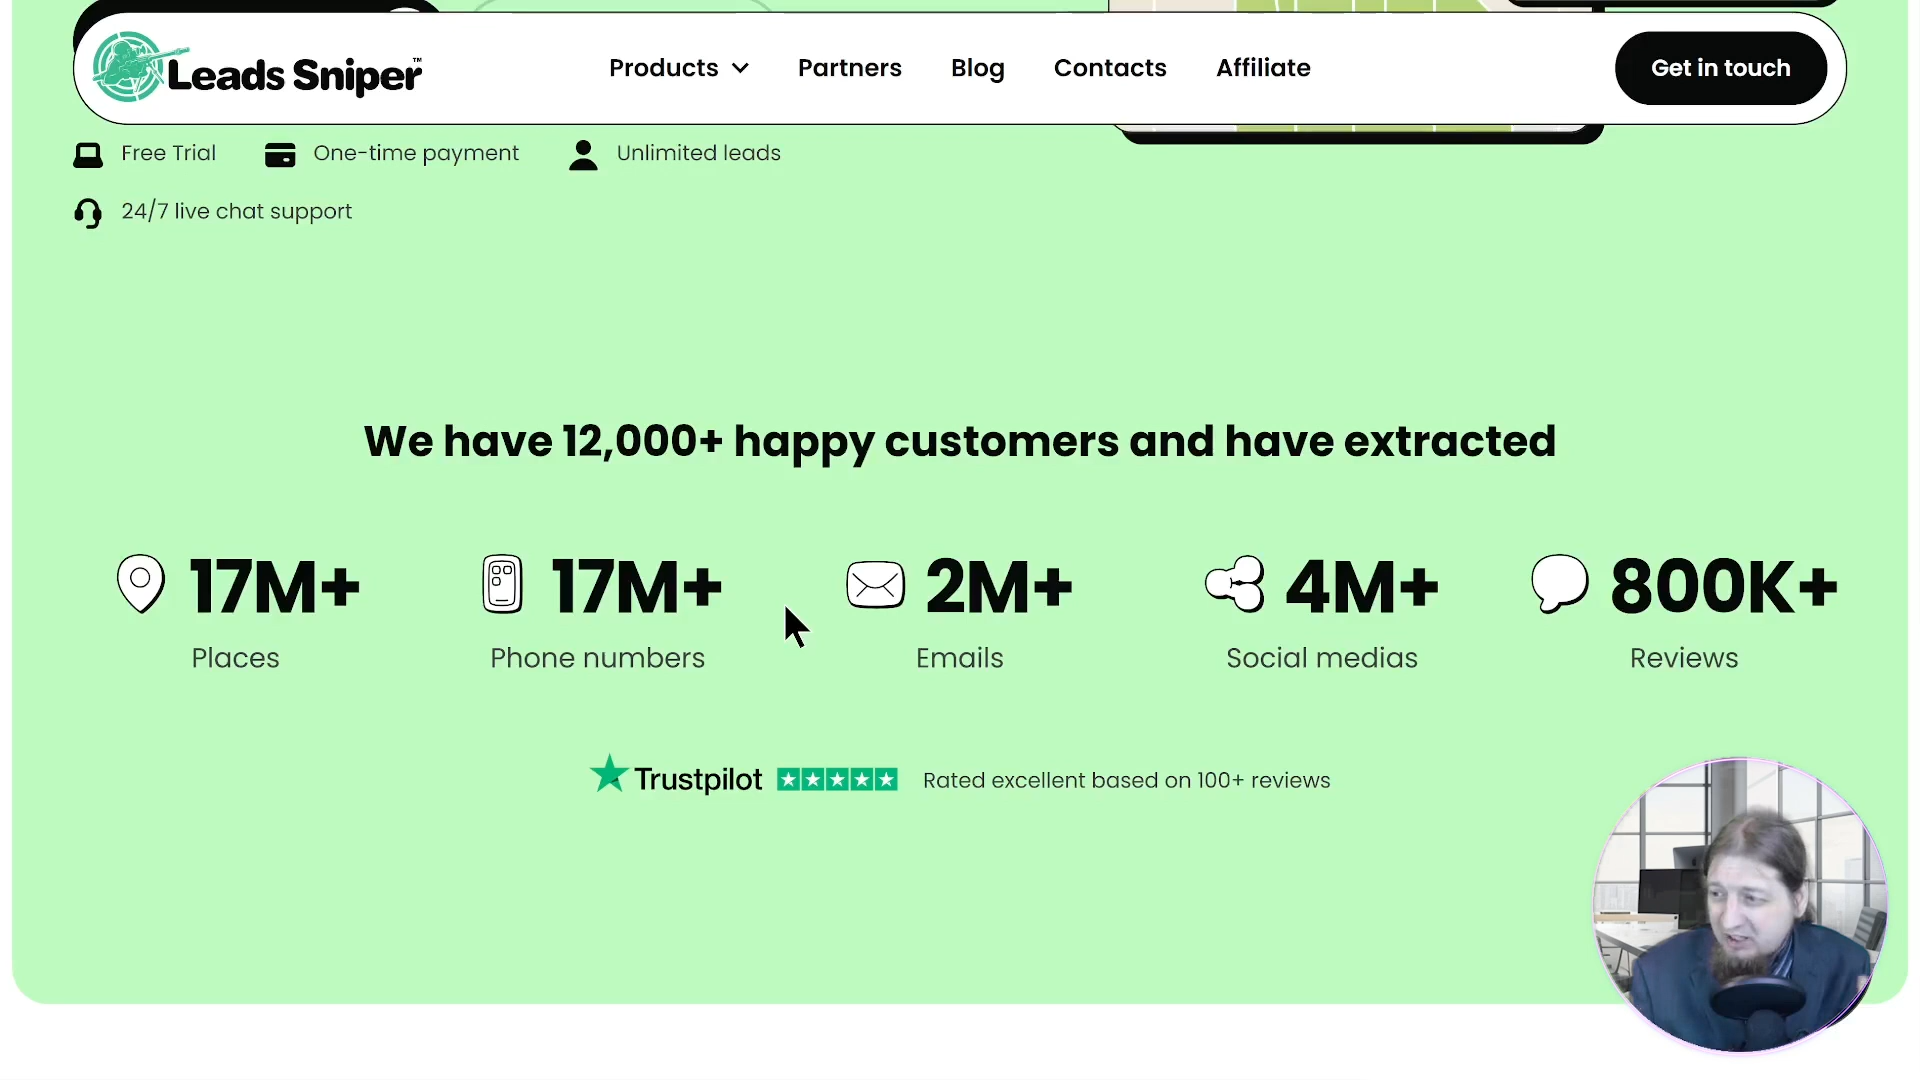 Leads Sniper™
Products
Partners
Blog
Contacts
Affiliate
Get in touch
Free Trial
One-time payment
Unlimited leads
24/7 live chat support
We have 12,000+ happy customers and have extracted
17M+
Places
17M+
Phone numbers
2M+
Emails
4M+
Social medias
800K+
Reviews
Trustpilot
Rated excellent based on 100+ reviews